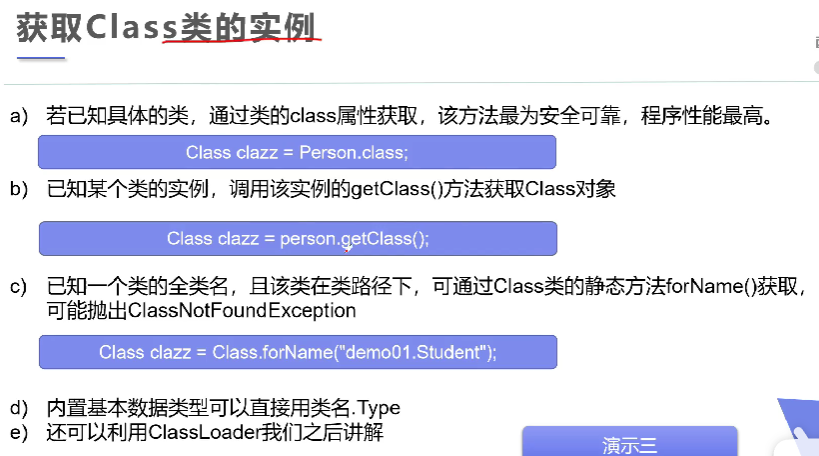 获取Class类的实例
a) 若已知具体的类，通过类的class属性获取，该方法最为安全可靠，程序性能最高。
Class clazz = Person.class;
b) 已知某个类的实例，调用该实例的getClass()方法获取Class对象
Class clazz = person.getClass();
c) 已知一个类的全类名，且该类在类路径下，可通过Class类的静态方法forName()获取，
可能抛出ClassNotFoundException
Class clazz = Class.forName("demo01.Student");
d) 内置基本数据类型可以直接用类名.Type
e) 还可以利用ClassLoader我们之后讲解
演示三